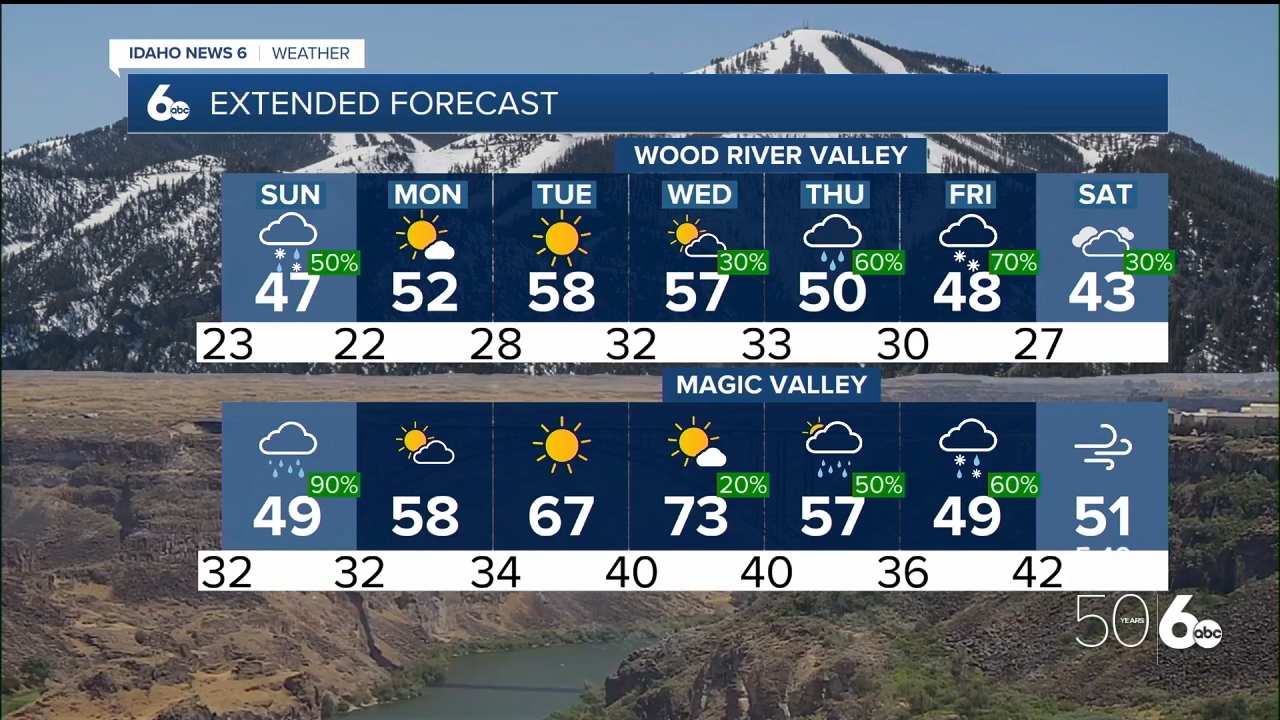 IDAHO NEWS 6 | WEATHER
6abc EXTENDED FORECAST
WOOD RIVER VALLEY
SUN MON TUE WED THU FRI SAT
50% 30% 60% 70% 30%
47 52 58 57 50 48 43
23 22 28 32 33 30 27
MAGIC VALLEY
90% 20% 50% 60%
49 58 67 73 57 49 51
32 32 34 40 40 36 42
50 YEARS 6abc